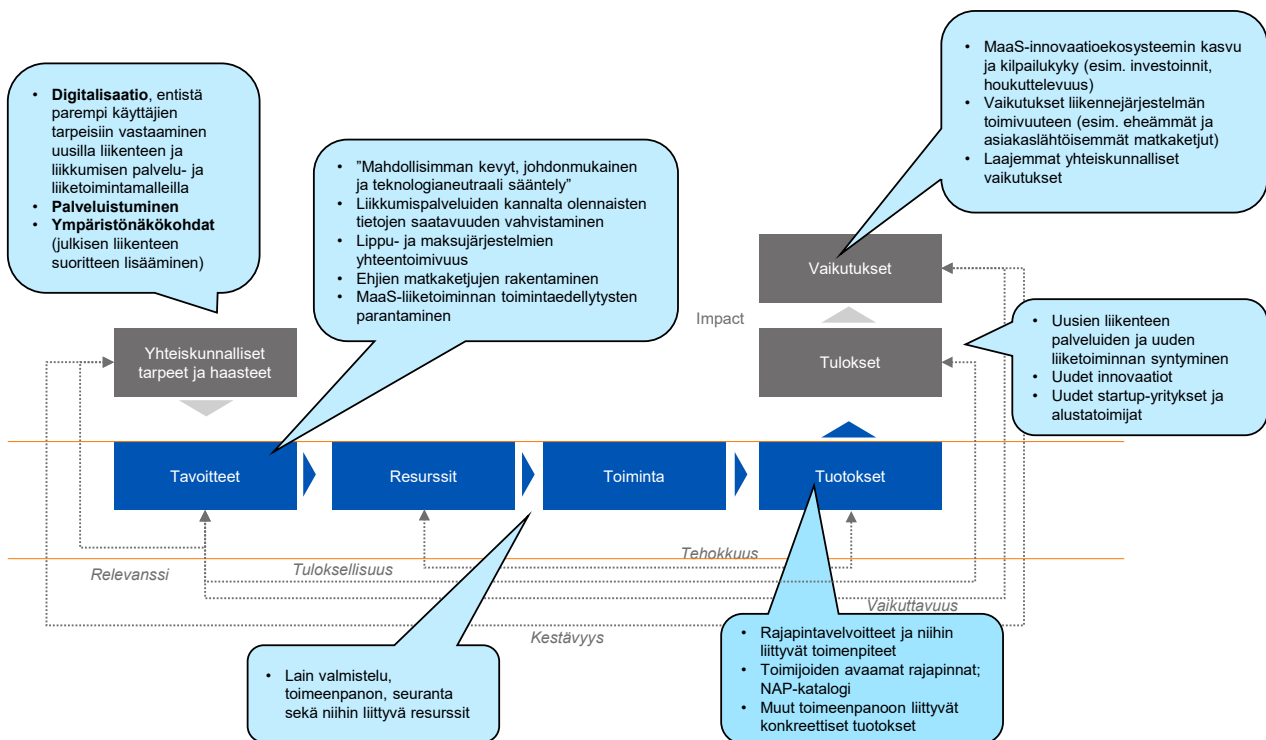 • Digitalisaatio, entistä
parempi käyttäjien
tarpeisiin vastaaminen
uusilla liikenteen ja
liikkumisen palvelu- ja
liiketoimintamalleilla
• Palveluistuminen
• Ympäristönäkökohdat
(julkisen liikenteen
suoritteen lisääminen)
• ”Mahdollisimman kevyt, johdonmukainen
ja teknologianeutraali sääntely”
• Liikkumispalveluiden kannalta olennaisten
tietojen saatavuuden vahvistaminen
• Lippu- ja maksujärjestelmien
yhteentoimivuus
• Ehjien matkaketjujen rakentaminen
• MaaS-liiketoiminnan toimintaedellytysten
parantaminen
• MaaS-innovaatioekosysteemin kasvu
ja kilpailukyky (esim. investoinnit,
houkuttelevuus)
• Vaikutukset liikennejärjestelmän
toimivuuteen (esim. eheämmät ja
asiakaslähtöisemmät matkaketjut)
• Laajemmat yhteiskunnalliset
vaikutukset
Vaikutukset
Impact
Yhteiskunnalliset
tarpeet ja haasteet
Tulokset
• Uusien liikenteen
palveluiden ja uuden
liiketoiminnan syntyminen
• Uudet innovaatiot
• Uudet startup-yritykset ja
alustatoimijat
Tavoitteet
Resurssit
Toiminta
Tuotokset
Relevanssi
Tuloksellisuus
Tehokkuus
Vaikuttavuus
Kestävyys
• Lain valmistelu,
toimeenpanon, seuranta
sekä niihin liittyvä resurssit
• Rajapintavelvoitteet ja niihin
liittyvät toimenpiteet
• Toimijoiden avaamat rajapinnat;
NAP-katalogi
• Muut toimeenpanoon liittyvät
konkreettiset tuotokset